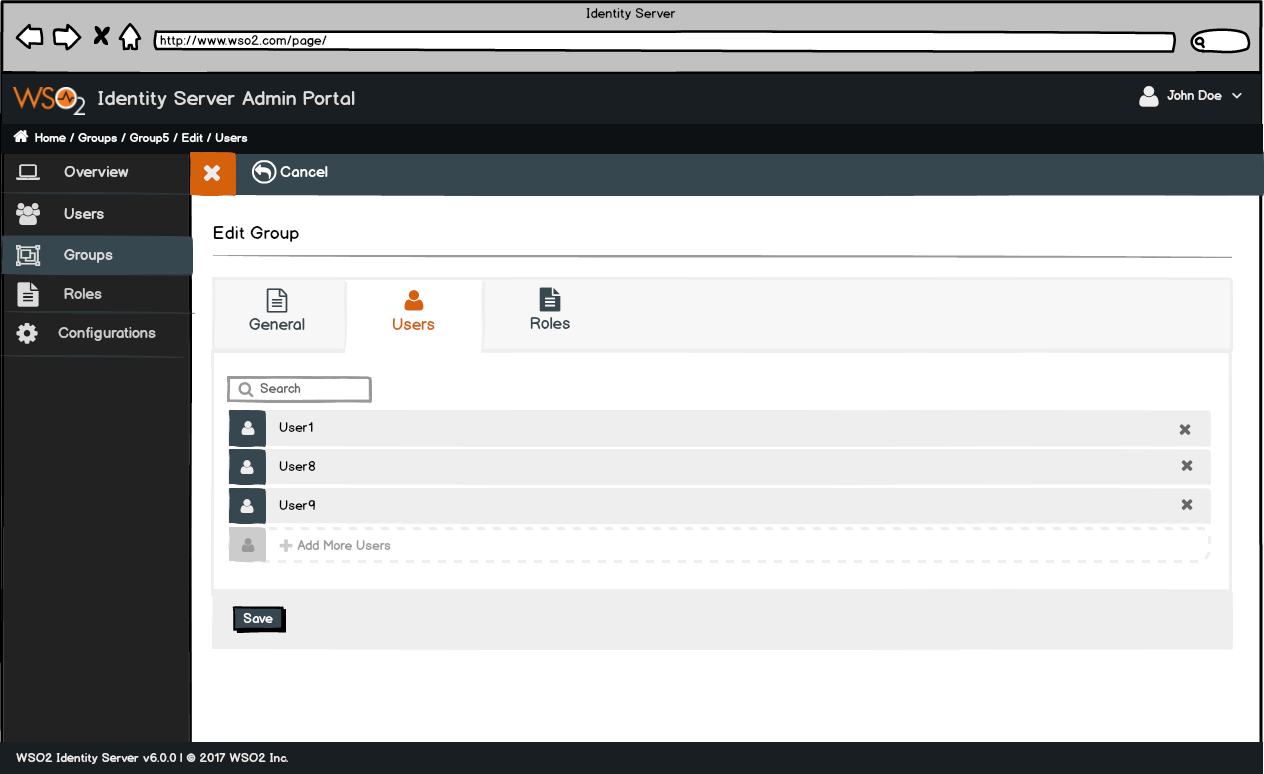 Identity Server
http://www.wso2.com/page/
WSO2 Identity Server Admin Portal
John Doe
Home / Groups / Group5 / Edit / Users
Overview
Cancel
Users
Edit Group
Groups
Roles
Configurations
General
Users
Roles
Search
User1
User8
User9
Add More Users
Save
WSO2 Identity Server v6.0.0 | © 2017 WSO2 Inc.